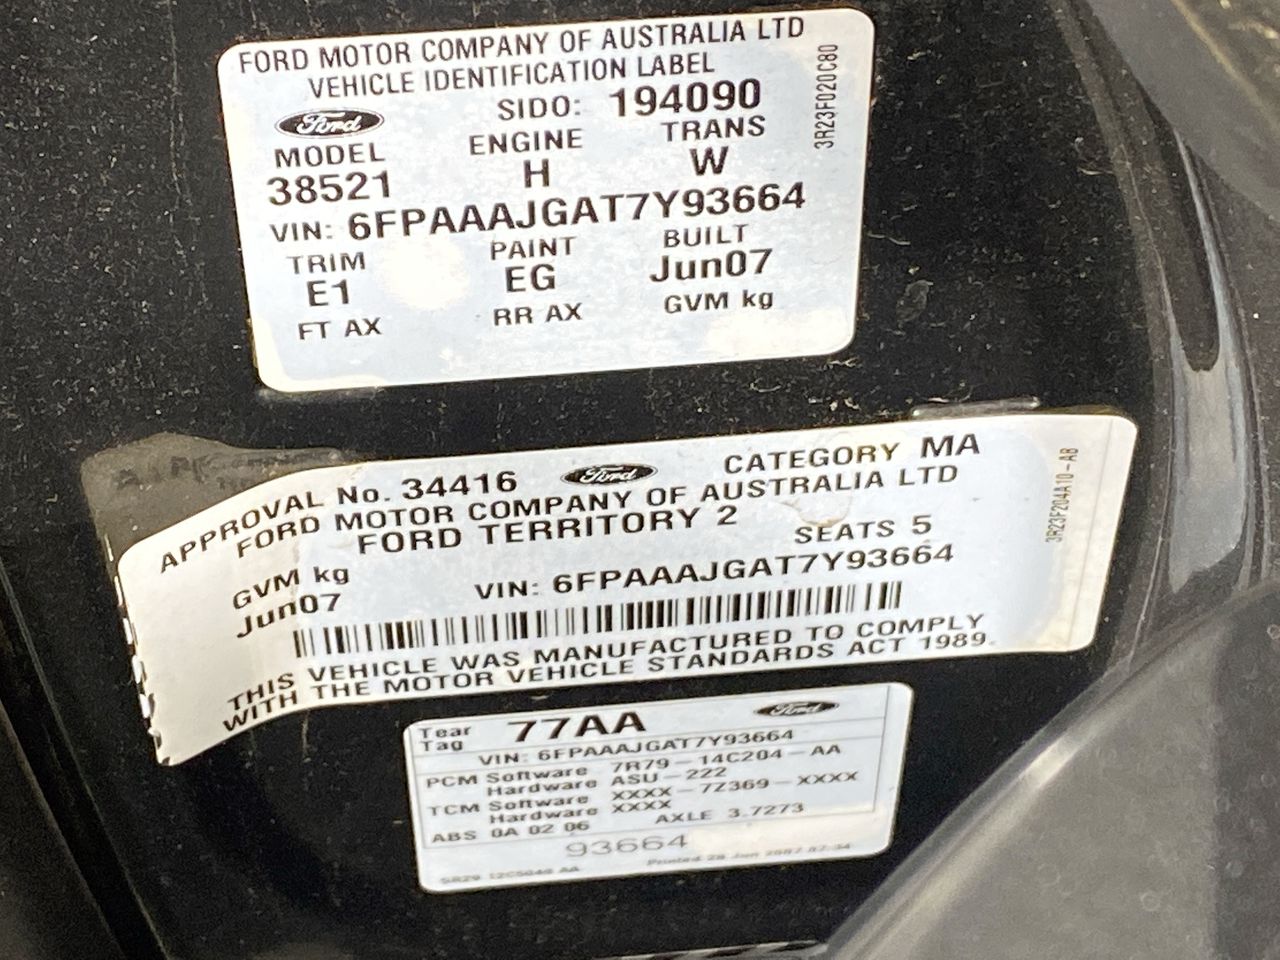 FORD MOTOR COMPANY OF AUSTRALIA LTD
VEHICLE IDENTIFICATION LABEL
SIDO: 194090
Ford
MODEL ENGINE TRANS
38521 H W
VIN: 6FPAAAJGAT7Y93664
TRIM PAINT BUILT
E1 EG Jun07
FT AX RR AX GVM kg
3R23F020C80
APPROVAL No. 34416 Ford CATEGORY MA
FORD MOTOR COMPANY OF AUSTRALIA LTD
FORD TERRITORY 2 SEATS 5
GVM kg VIN: 6FPAAAJGAT7Y93664
Jun07
THIS VEHICLE WAS MANUFACTURED TO COMPLY
WITH THE MOTOR VEHICLE STANDARDS ACT 1989.
3R23F204A10-AB
Tear Tag 77AA Ford
VIN: 6FPAAAJGAT7Y93664
PCM Software 7R79-14C204-AA
Hardware ASU-222
TCM Software XXXX-7Z369-XXXX
Hardware XXXX
ABS 0A 02 06 AXLE 3.7273
93664
Printed 28 Jun 2007